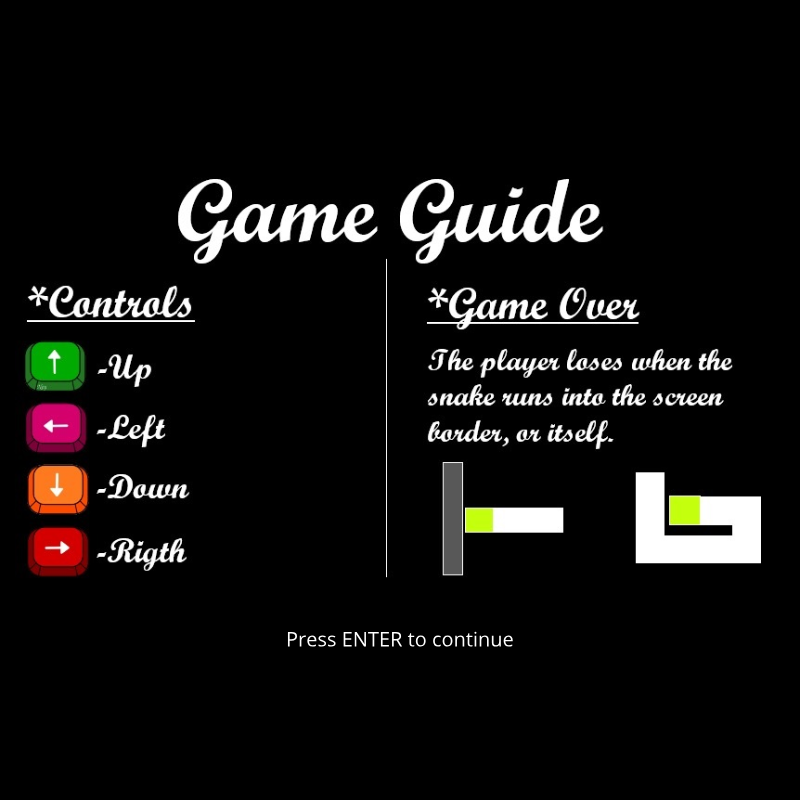 Game Guide
*Controls
-Up
-Left
-Down
-Rigth
*Game Over
The player loses when the
snake runs into the screen
border, or itself.
Press ENTER to continue